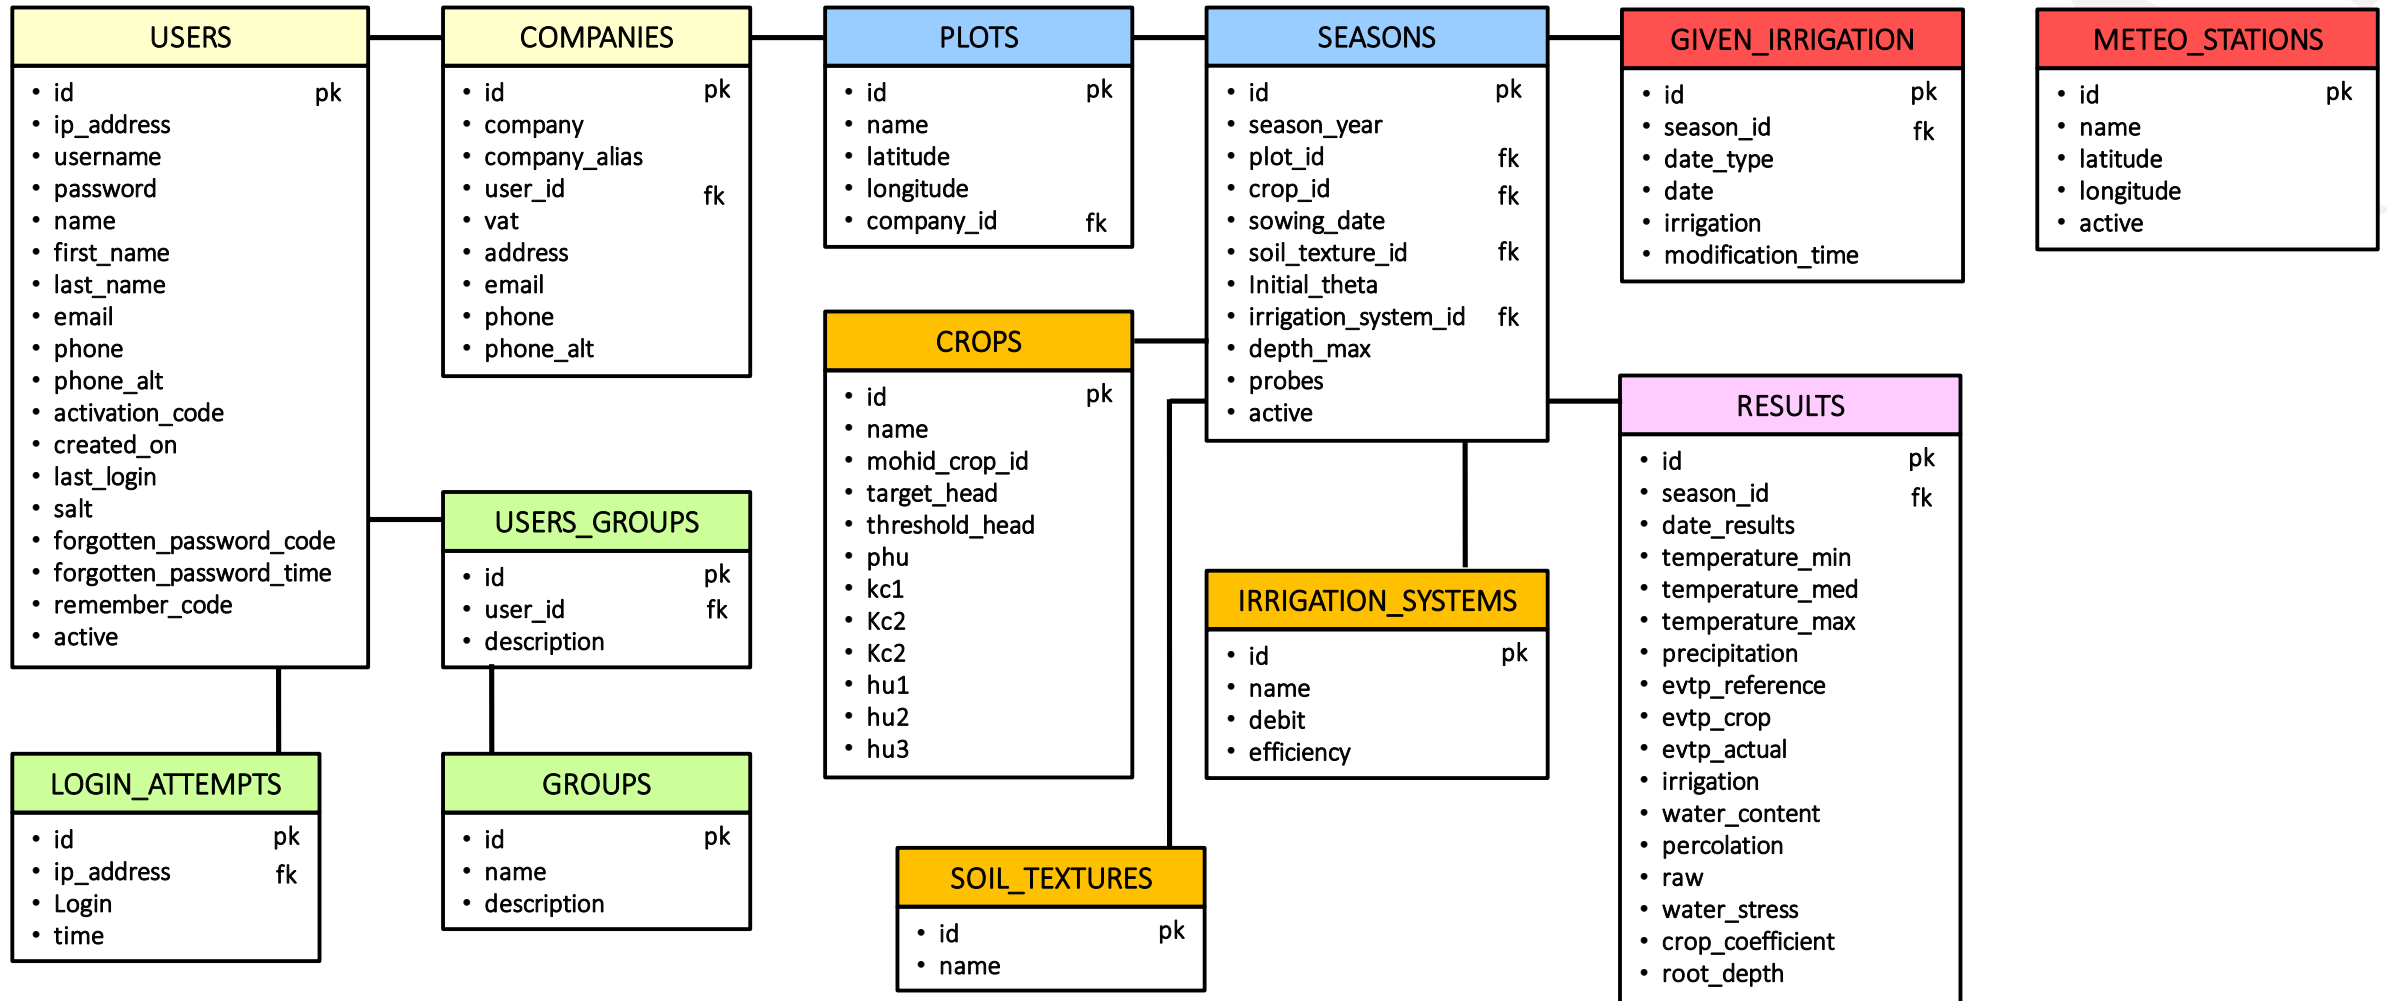 USERS
• id pk
• ip_address
• username
• password
• name
• first_name
• last_name
• email
• phone
• phone_alt
• activation_code
• created_on
• last_login
• salt
• forgotten_password_code
• forgotten_password_time
• remember_code
• active
COMPANIES
• id pk
• company
• company_alias
• user_id fk
• vat
• address
• email
• phone
• phone_alt
PLOTS
• id pk
• name
• latitude
• longitude
• company_id fk
SEASONS
• id pk
• season_year
• plot_id fk
• crop_id fk
• sowing_date
• soil_texture_id fk
• Initial_theta
• irrigation_system_id fk
• depth_max
• probes
• active
GIVEN_IRRIGATION
• id pk
• season_id fk
• date_type
• date
• irrigation
• modification_time
METEO_STATIONS
• id pk
• name
• latitude
• longitude
• active
CROPS
• id pk
• name
• mohid_crop_id
• target_head
• threshold_head
• phu
• kc1
• Kc2
• Kc2
• hu1
• hu2
• hu3
RESULTS
• id pk
• season_id fk
• date_results
• temperature_min
• temperature_med
• temperature_max
• precipitation
• evtp_reference
• evtp_crop
• evtp_actual
• irrigation
• water_content
• percolation
• raw
• water_stress
• crop_coefficient
• root_depth
USERS_GROUPS
• id pk
• user_id fk
• description
IRRIGATION_SYSTEMS
• id pk
• name
• debit
• efficiency
LOGIN_ATTEMPTS
• id pk
• ip_address fk
• Login
• time
GROUPS
• id pk
• name
• description
SOIL_TEXTURES
• id pk
• name